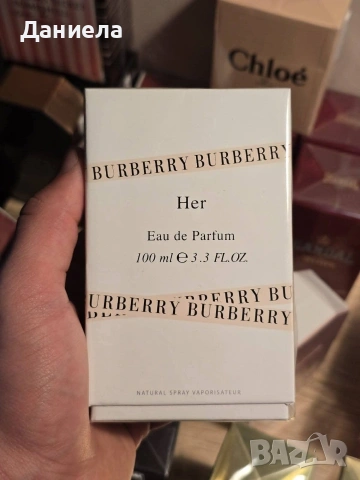 Даниела
Chloé
BURBERRY BURBERRY
Her
Eau de Parfum
100 ml e 3.3 FL.OZ.
BURBERRY BURBERRY
NATURAL SPRAY VAPORISATEUR
BAZAR